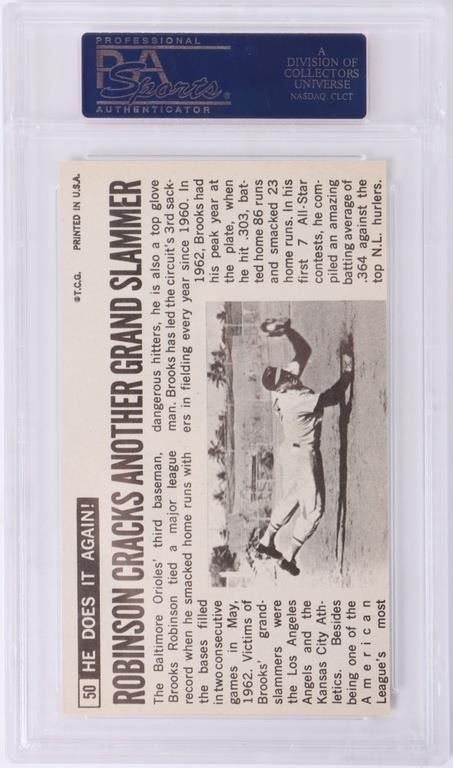 PROFESSIONAL
PSA
Sports
AUTHENTICATOR
A
DIVISION OF
COLLECTORS
UNIVERSE
NASDAQ: CLCT
50 HE DOES IT AGAIN!
©T.C.G. PRINTED IN U.S.A.
ROBINSON CRACKS ANOTHER GRAND SLAMMER
The Baltimore Orioles' third baseman,
Brooks Robinson tied a major league
record when he smacked home runs with
the bases filled
in two consecutive
games in May,
1962. Victims of
Brooks' grand-
slammers were
the Los Angeles
Angels and the
Kansas City Ath-
letics. Besides
being one of the
American
League's most
dangerous hitters, he is also a top glove
man. Brooks has led the circuit's 3rd sack-
ers in fielding every year since 1960. In
1962, Brooks had
his peak year at
the plate, when
he hit .303, bat-
ted home 86 runs
and smacked 23
home runs. In his
first 7 All-Star
contests, he com-
piled an amazing
batting average of
.364 against the
top N.L. hurlers.